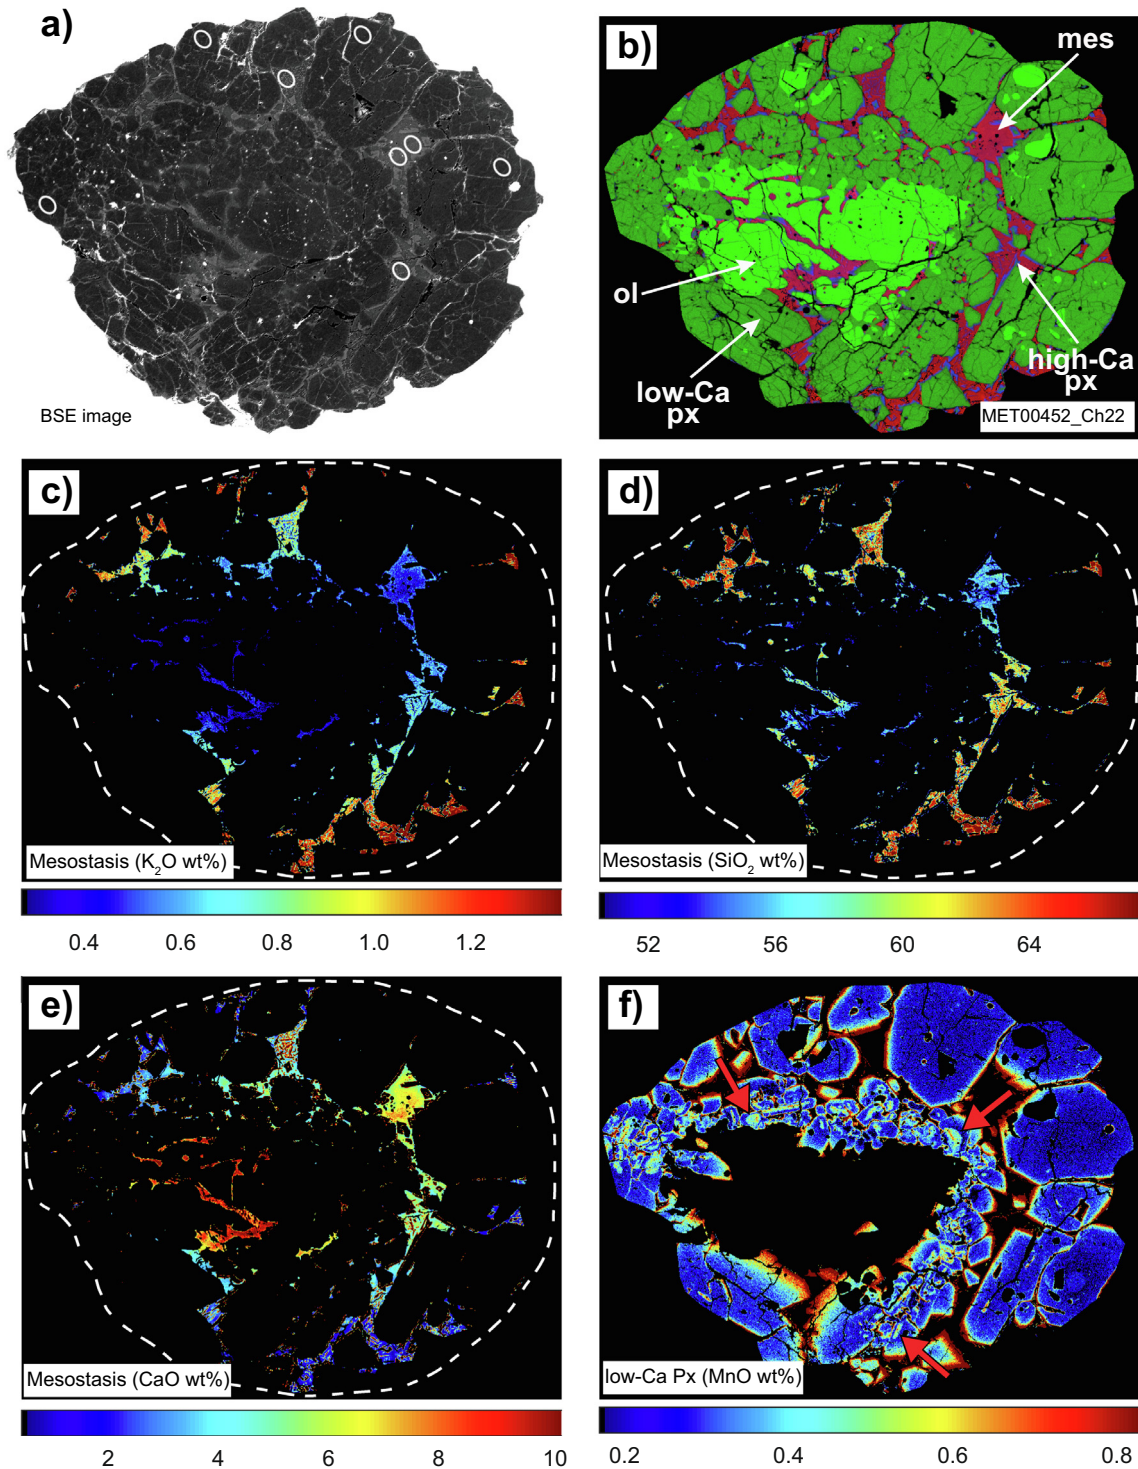 a)
BSE image
b)
mes
ol
low-Ca
px
high-Ca
px
MET00452_Ch22
c)
Mesostasis (K₂O wt%)
0.4 0.6 0.8 1.0 1.2
d)
Mesostasis (SiO₂ wt%)
52 56 60 64
e)
Mesostasis (CaO wt%)
2 4 6 8 10
f)
low-Ca Px (MnO wt%)
0.2 0.4 0.6 0.8